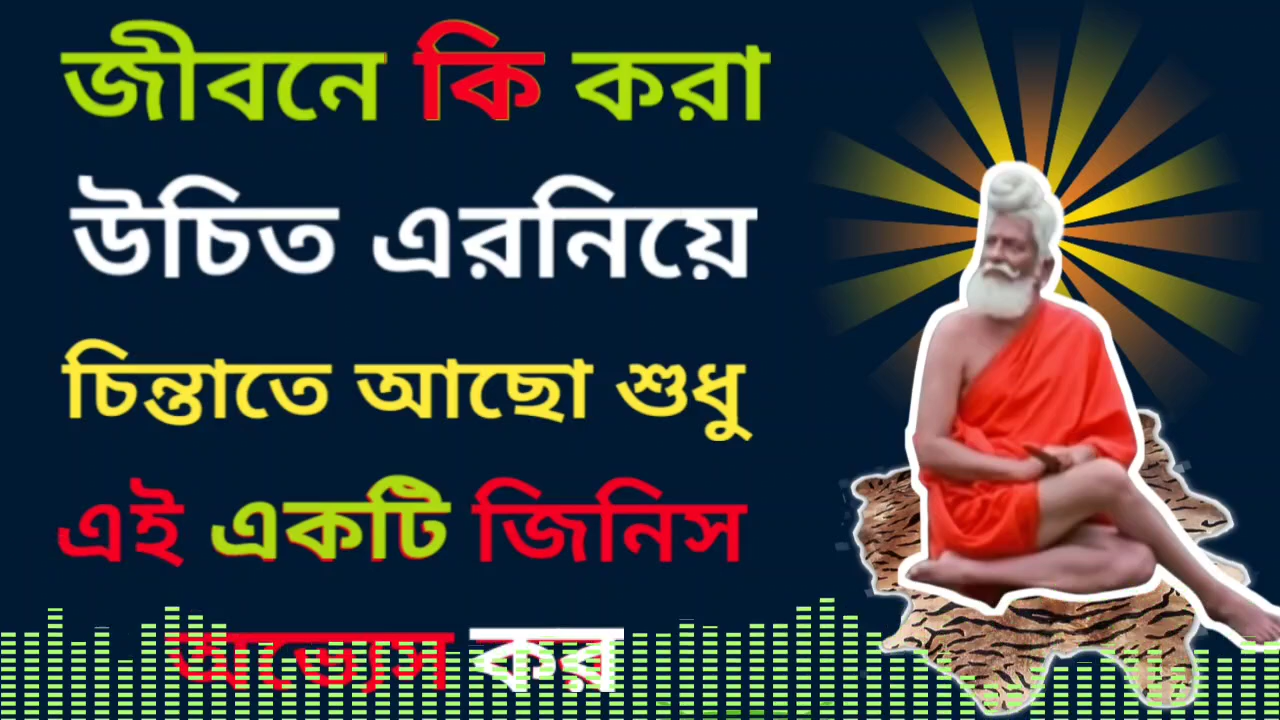 জীবনে কি করা
উচিত এরনিয়ে
চিন্তাতে আছো শুধু
এই একটি জিনিস
অভ্যেস কর